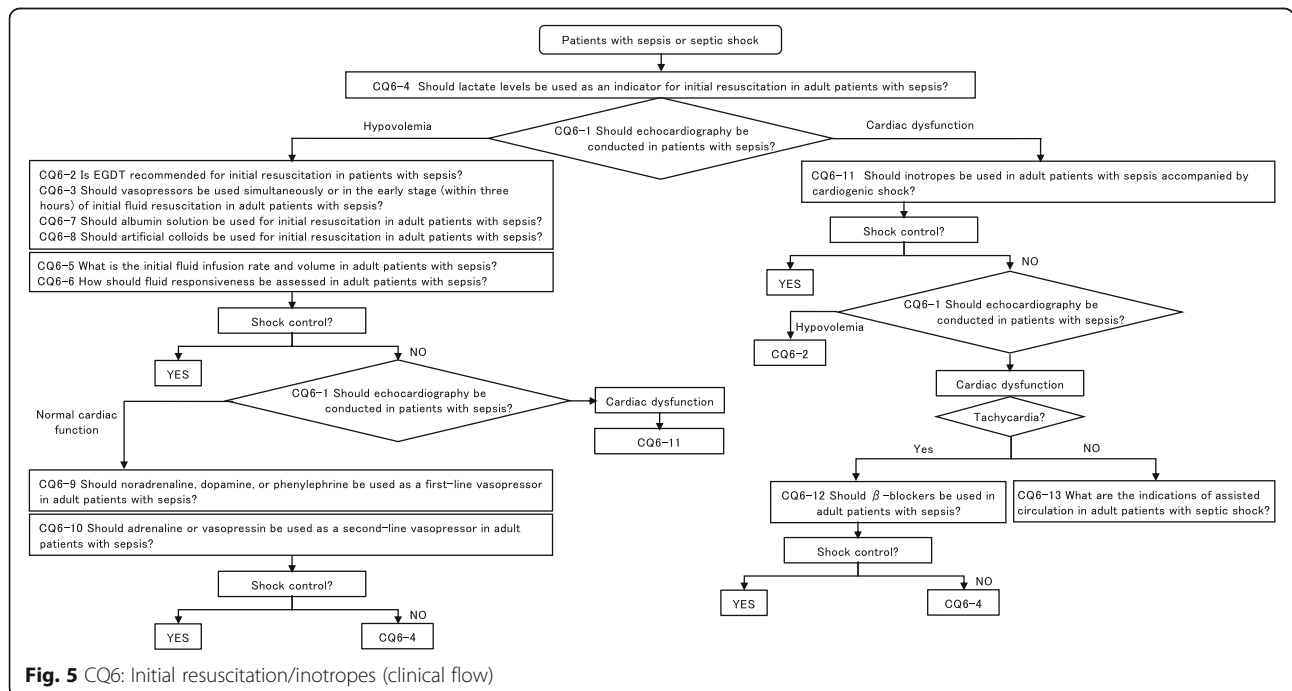 Patients with sepsis or septic shock
CQ6-4 Should lactate levels be used as an indicator for initial resuscitation in adult patients with sepsis?
CQ6-1 Should echocardiography be
conducted in patients with sepsis?
Hypovolemia
Cardiac dysfunction
CQ6-2 Is EGDT recommended for initial resuscitation in patients with sepsis?
CQ6-3 Should vasopressors be used simultaneously or in the early stage (within three
hours) of initial fluid resuscitation in adult patients with sepsis?
CQ6-7 Should albumin solution be used for initial resuscitation in adult patients with sepsis?
CQ6-8 Should artificial colloids be used for initial resuscitation in adult patients with sepsis?
CQ6-5 What is the initial fluid infusion rate and volume in adult patients with sepsis?
CQ6-6 How should fluid responsiveness be assessed in adult patients with sepsis?
Shock control?
YES
NO
CQ6-1 Should echocardiography be
conducted in patients with sepsis?
Normal cardiac
function
Cardiac dysfunction
CQ6-11
CQ6-9 Should noradrenaline, dopamine, or phenylephrine be used as a first-line vasopressor
in adult patients with sepsis?
CQ6-10 Should adrenaline or vasopressin be used as a second-line vasopressor in adult
patients with sepsis?
Shock control?
YES
NO
CQ6-4
CQ6-11 Should inotropes be used in adult patients with sepsis accompanied by
cardiogenic shock?
Shock control?
YES
NO
CQ6-1 Should echocardiography be
conducted in patients with sepsis?
Hypovolemia
CQ6-2
Cardiac dysfunction
Tachycardia?
Yes
NO
CQ6-12 Should β-blockers be used in
adult patients with sepsis?
CQ6-13 What are the indications of assisted
circulation in adult patients with septic shock?
Shock control?
YES
NO
CQ6-4
Fig. 5 CQ6: Initial resuscitation/inotropes (clinical flow)